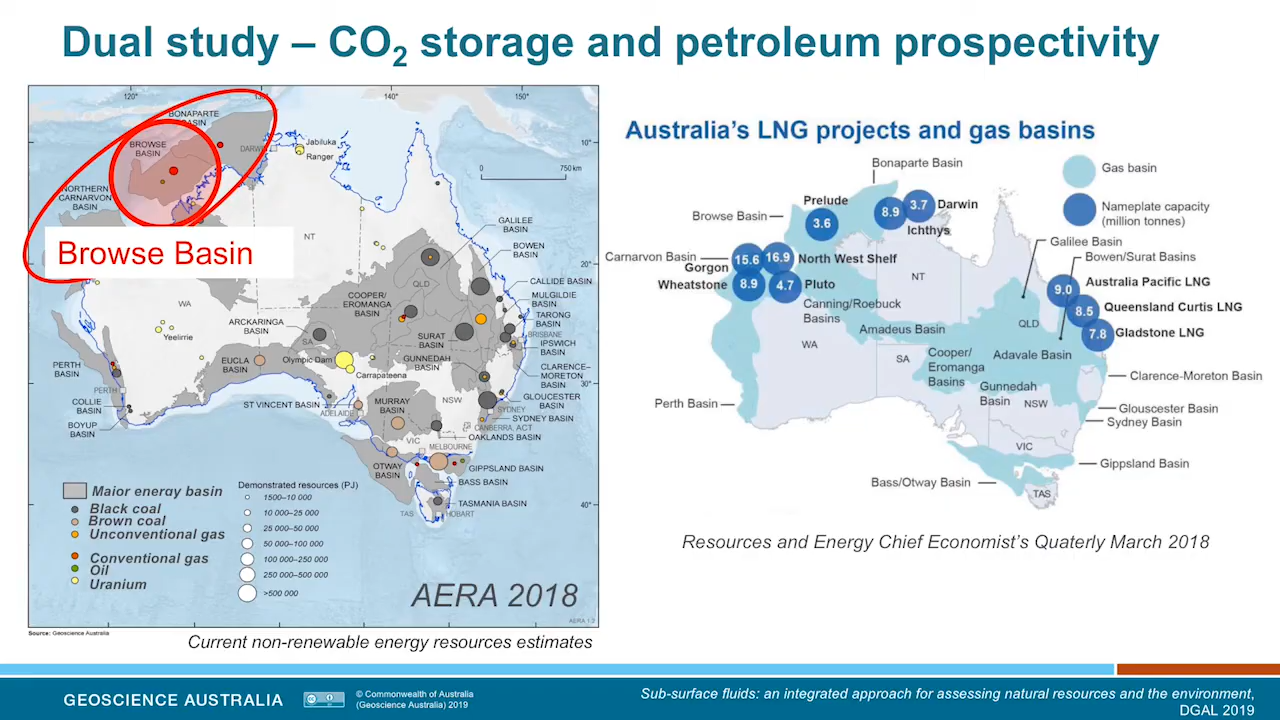 Dual study – CO2 storage and petroleum prospectivity
120°
140°
150°
10°
20°
30°
40°
BONAPARTE
BROWSE
BASIN
NORTHERN
CARNARVON
BASIN
Browse Basin
Jabiluka
Ranger
0
750 km
NT
WA
QLD
SA
NSW
VIC
TAS
GALILEE
BASIN
BOWEN
BASIN
CALLIDE BASIN
MULGILDIE
BASIN
TARONG
BASIN
BRISBANE
IPSWICH
BASIN
CLARENCE–
MORETON
BASIN
GLOUCESTER
BASIN
SYDNEY
SYDNEY BASIN
CANBERRA, ACT
OAKLANDS BASIN
MELBOURNE
GIPPSLAND BASIN
BASS BASIN
TASMANIA BASIN
HOBART
COOPER/
EROMANGA
BASIN
SURAT
BASIN
GUNNEDAH
BASIN
ARCKARINGA
BASIN
EUCLA
BASIN
Olympic Dam
Carrapateena
Yeelirrie
PERTH
BASIN
PERTH
COLLIE
BASIN
BOYUP
BASIN
ST VINCENT BASIN
ADELAIDE
MURRAY
BASIN
OTWAY
BASIN
Major energy basin
Black coal
Brown coal
Unconventional gas
Conventional gas
Oil
Uranium
Demonstrated resources (PJ)
1500–10 000
10 000–25 000
25 000–50 000
50 000–100 000
100 000–250 000
250 000–500 000
>500 000
AERA 2018
Source: Geoscience Australia
Current non-renewable energy resources estimates
Australia's LNG projects and gas basins
Bonaparte Basin
Gas basin
Nameplate capacity
(million tonnes)
Prelude
3.6
8.9
3.7
Darwin
Ichthys
Browse Basin
Carnarvon Basin
Gorgon
15.6
16.9
North West Shelf
Wheatstone
8.9
4.7
Pluto
Canning/Roebuck
Basins
NT
Galilee Basin
Bowen/Surat Basins
9.0
Australia Pacific LNG
8.5
Queensland Curtis LNG
7.8
Gladstone LNG
QLD
Amadeus Basin
WA
SA
Cooper/
Eromanga
Basins
Adavale Basin
Gunnedah
Basin
NSW
Clarence-Moreton Basin
Perth Basin
Glouscester Basin
Sydney Basin
VIC
Gippsland Basin
Bass/Otway Basin
TAS
Resources and Energy Chief Economist's Quaterly March 2018
GEOSCIENCE AUSTRALIA
© Commonwealth of Australia
(Geoscience Australia) 2019
Sub-surface fluids: an integrated approach for assessing natural resources and the environment,
DGAL 2019